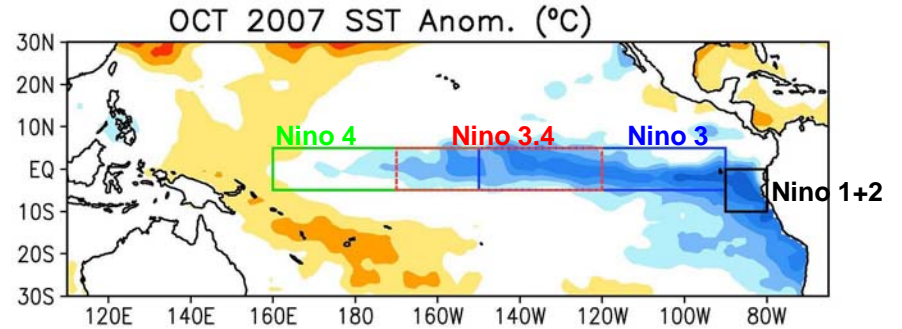 OCT 2007 SST Anom. (ºC)
30N
20N
10N
Nino 4 Nino 3.4 Nino 3
EQ
Nino 1+2
10S
20S
30S
120E 140E 160E 180 160W 140W 120W 100W 80W